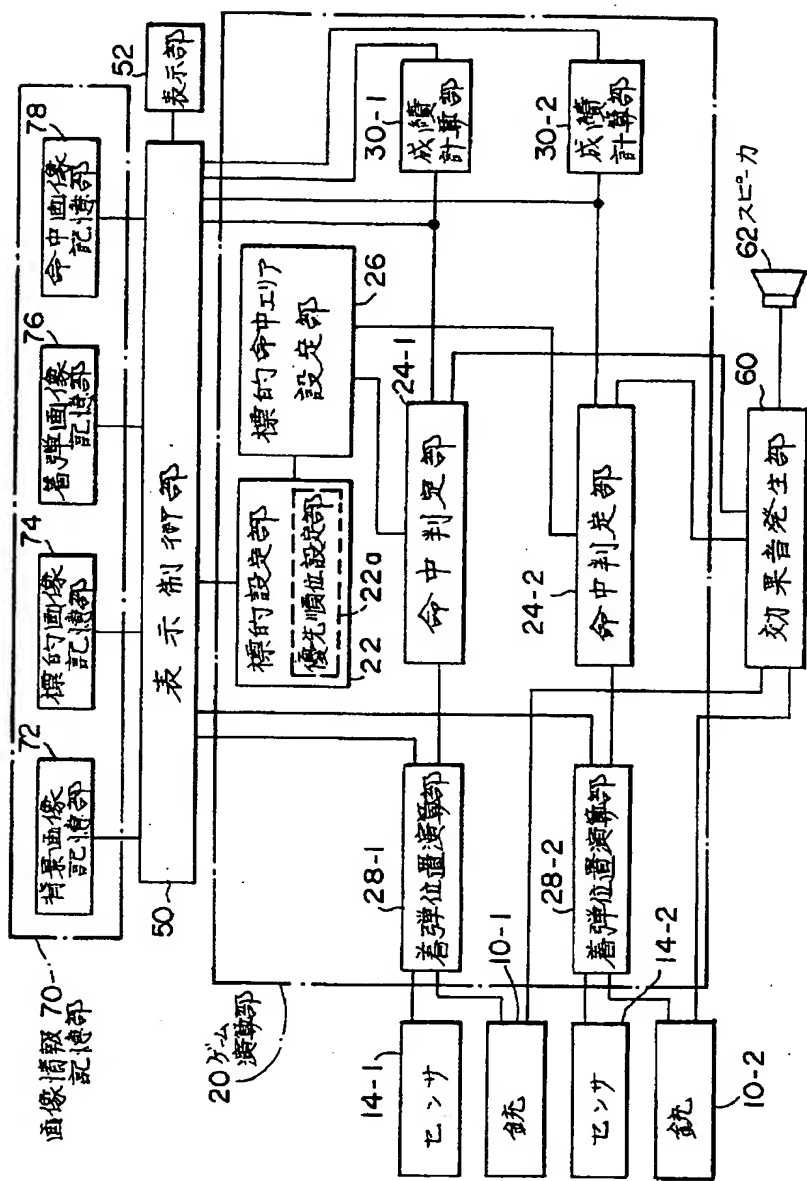 画像情報
記憶部
70
72
背景画像
記憶部
74
標的画像
記憶部
76
着弾画像
記憶部
78
命中画像
記憶部
50
表示制御部
52
表示部
20
ゲーム
演算部
標的設定部
優先順位設定部
22
22a
標的命中エリア
設定部
26
14-1
センサ
10-1
銃
28-1
着弾位置演算部
24-1
命中判定部
30-1
成績
計算部
14-2
センサ
10-2
銃
28-2
着弾位置演算部
24-2
命中判定部
30-2
成績
計算部
60
効果音発生部
62 スピーカ